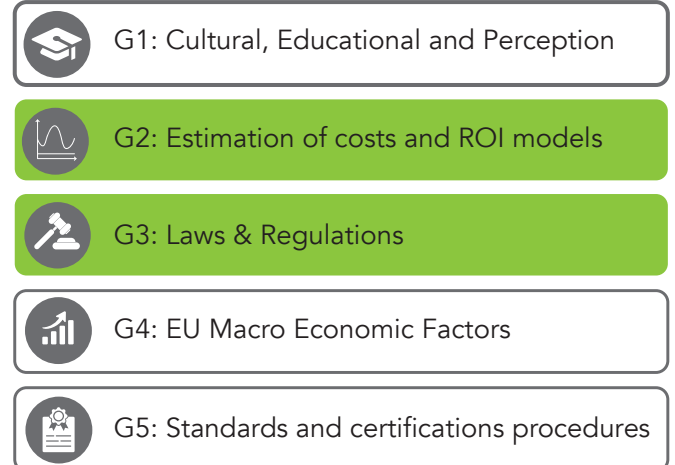 G1: Cultural, Educational and Perception
G2: Estimation of costs and ROI models
G3: Laws & Regulations
G4: EU Macro Economic Factors
G5: Standards and certifications procedures